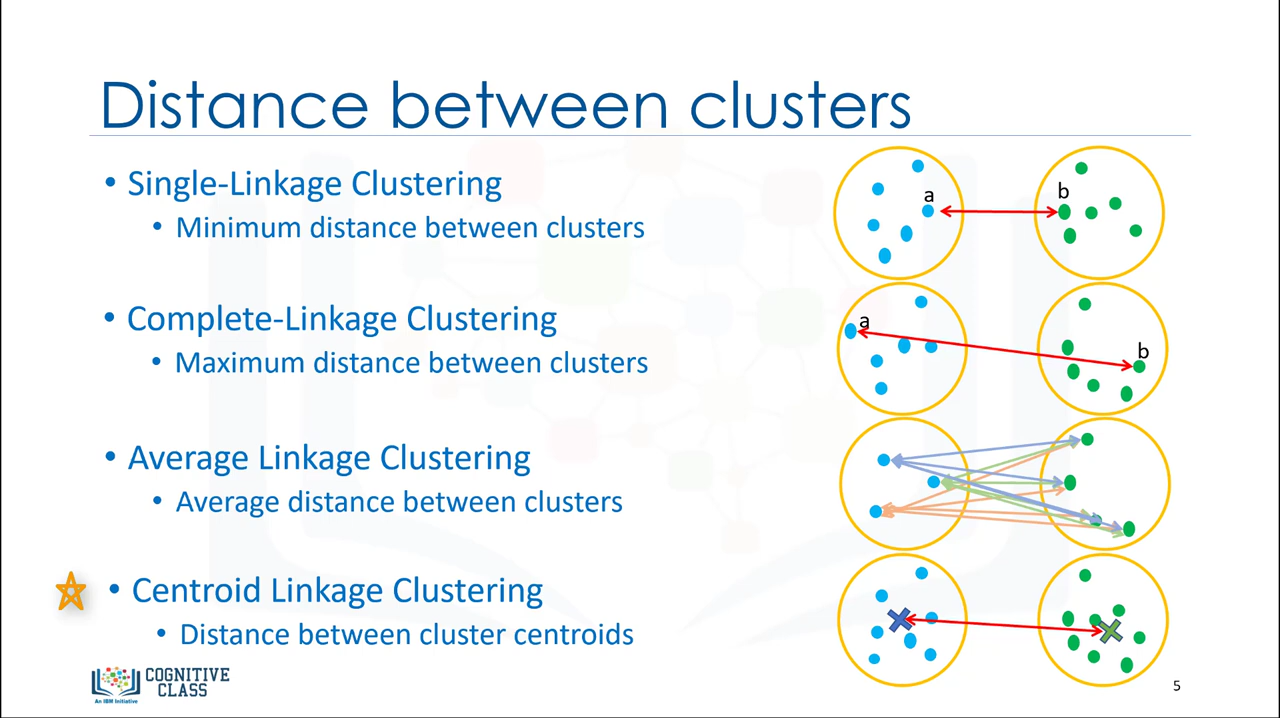 Distance between clusters
• Single-Linkage Clustering
• Minimum distance between clusters
a
b
• Complete-Linkage Clustering
• Maximum distance between clusters
a
b
• Average Linkage Clustering
• Average distance between clusters
• Centroid Linkage Clustering
• Distance between cluster centroids
COGNITIVE
CLASS
An IBM Initiative
5